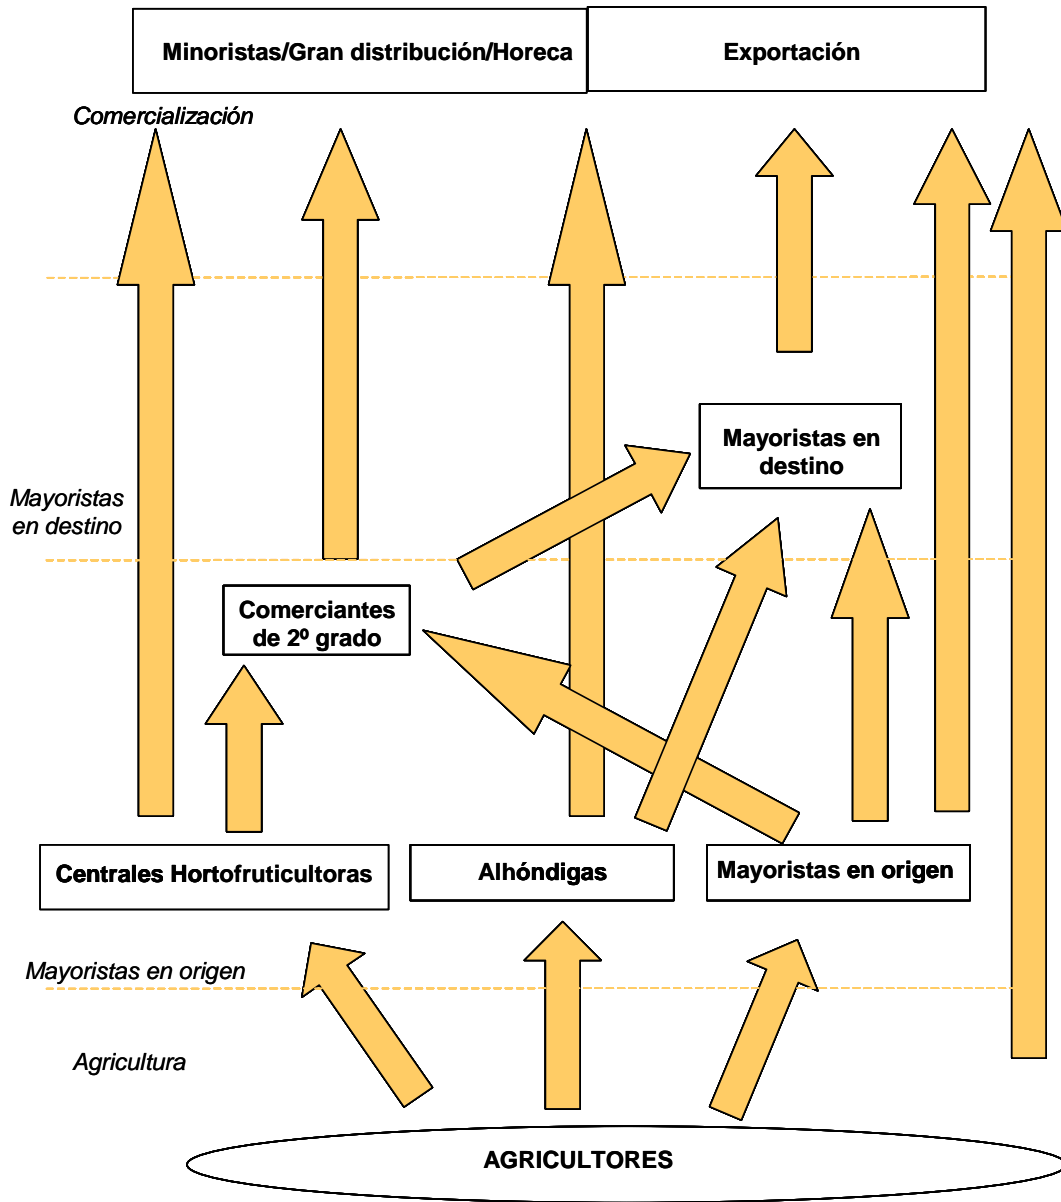 Minoristas/Gran distribución/Horeca
Exportación
Comercialización
Mayoristas en
destino
Mayoristas
en destino
Comerciantes
de 2º grado
Centrales Hortofruticultoras
Alhóndigas
Mayoristas en origen
Mayoristas en origen
Agricultura
AGRICULTORES